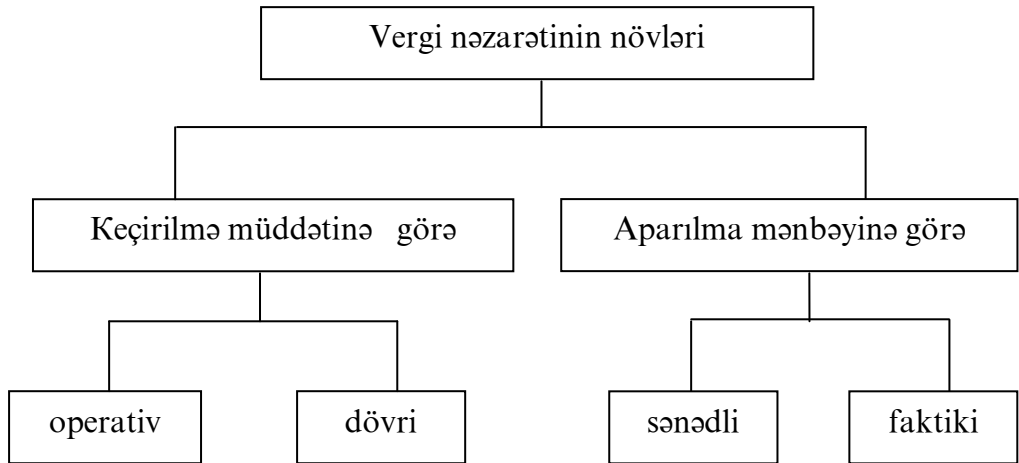 Vergi nəzarətinin növləri
Keçirilmə müddətinə görə
Aparılma mənbəyinə görə
operativ
dövri
sənədli
faktiki